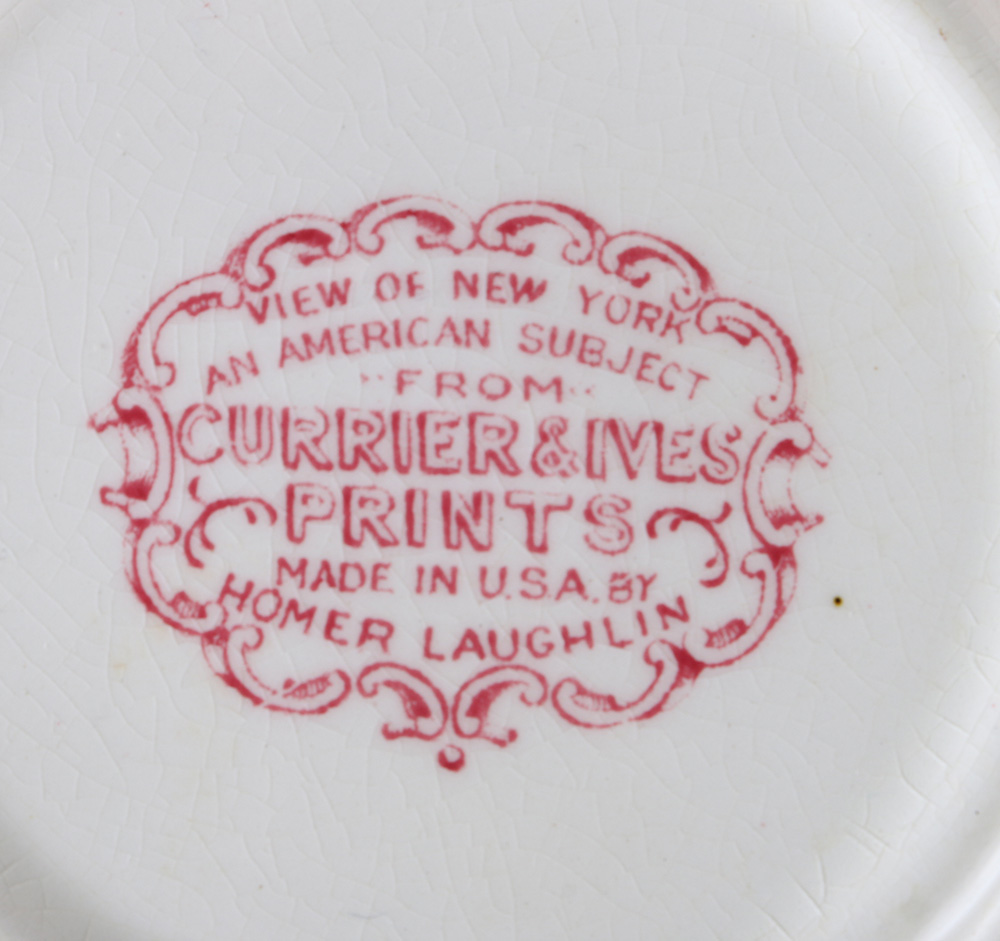 VIEW OF NEW YORK
AN AMERICAN SUBJECT
"FROM"
CURRIER & IVES
PRINTS
MADE IN U.S.A. BY
HOMER LAUGHLIN